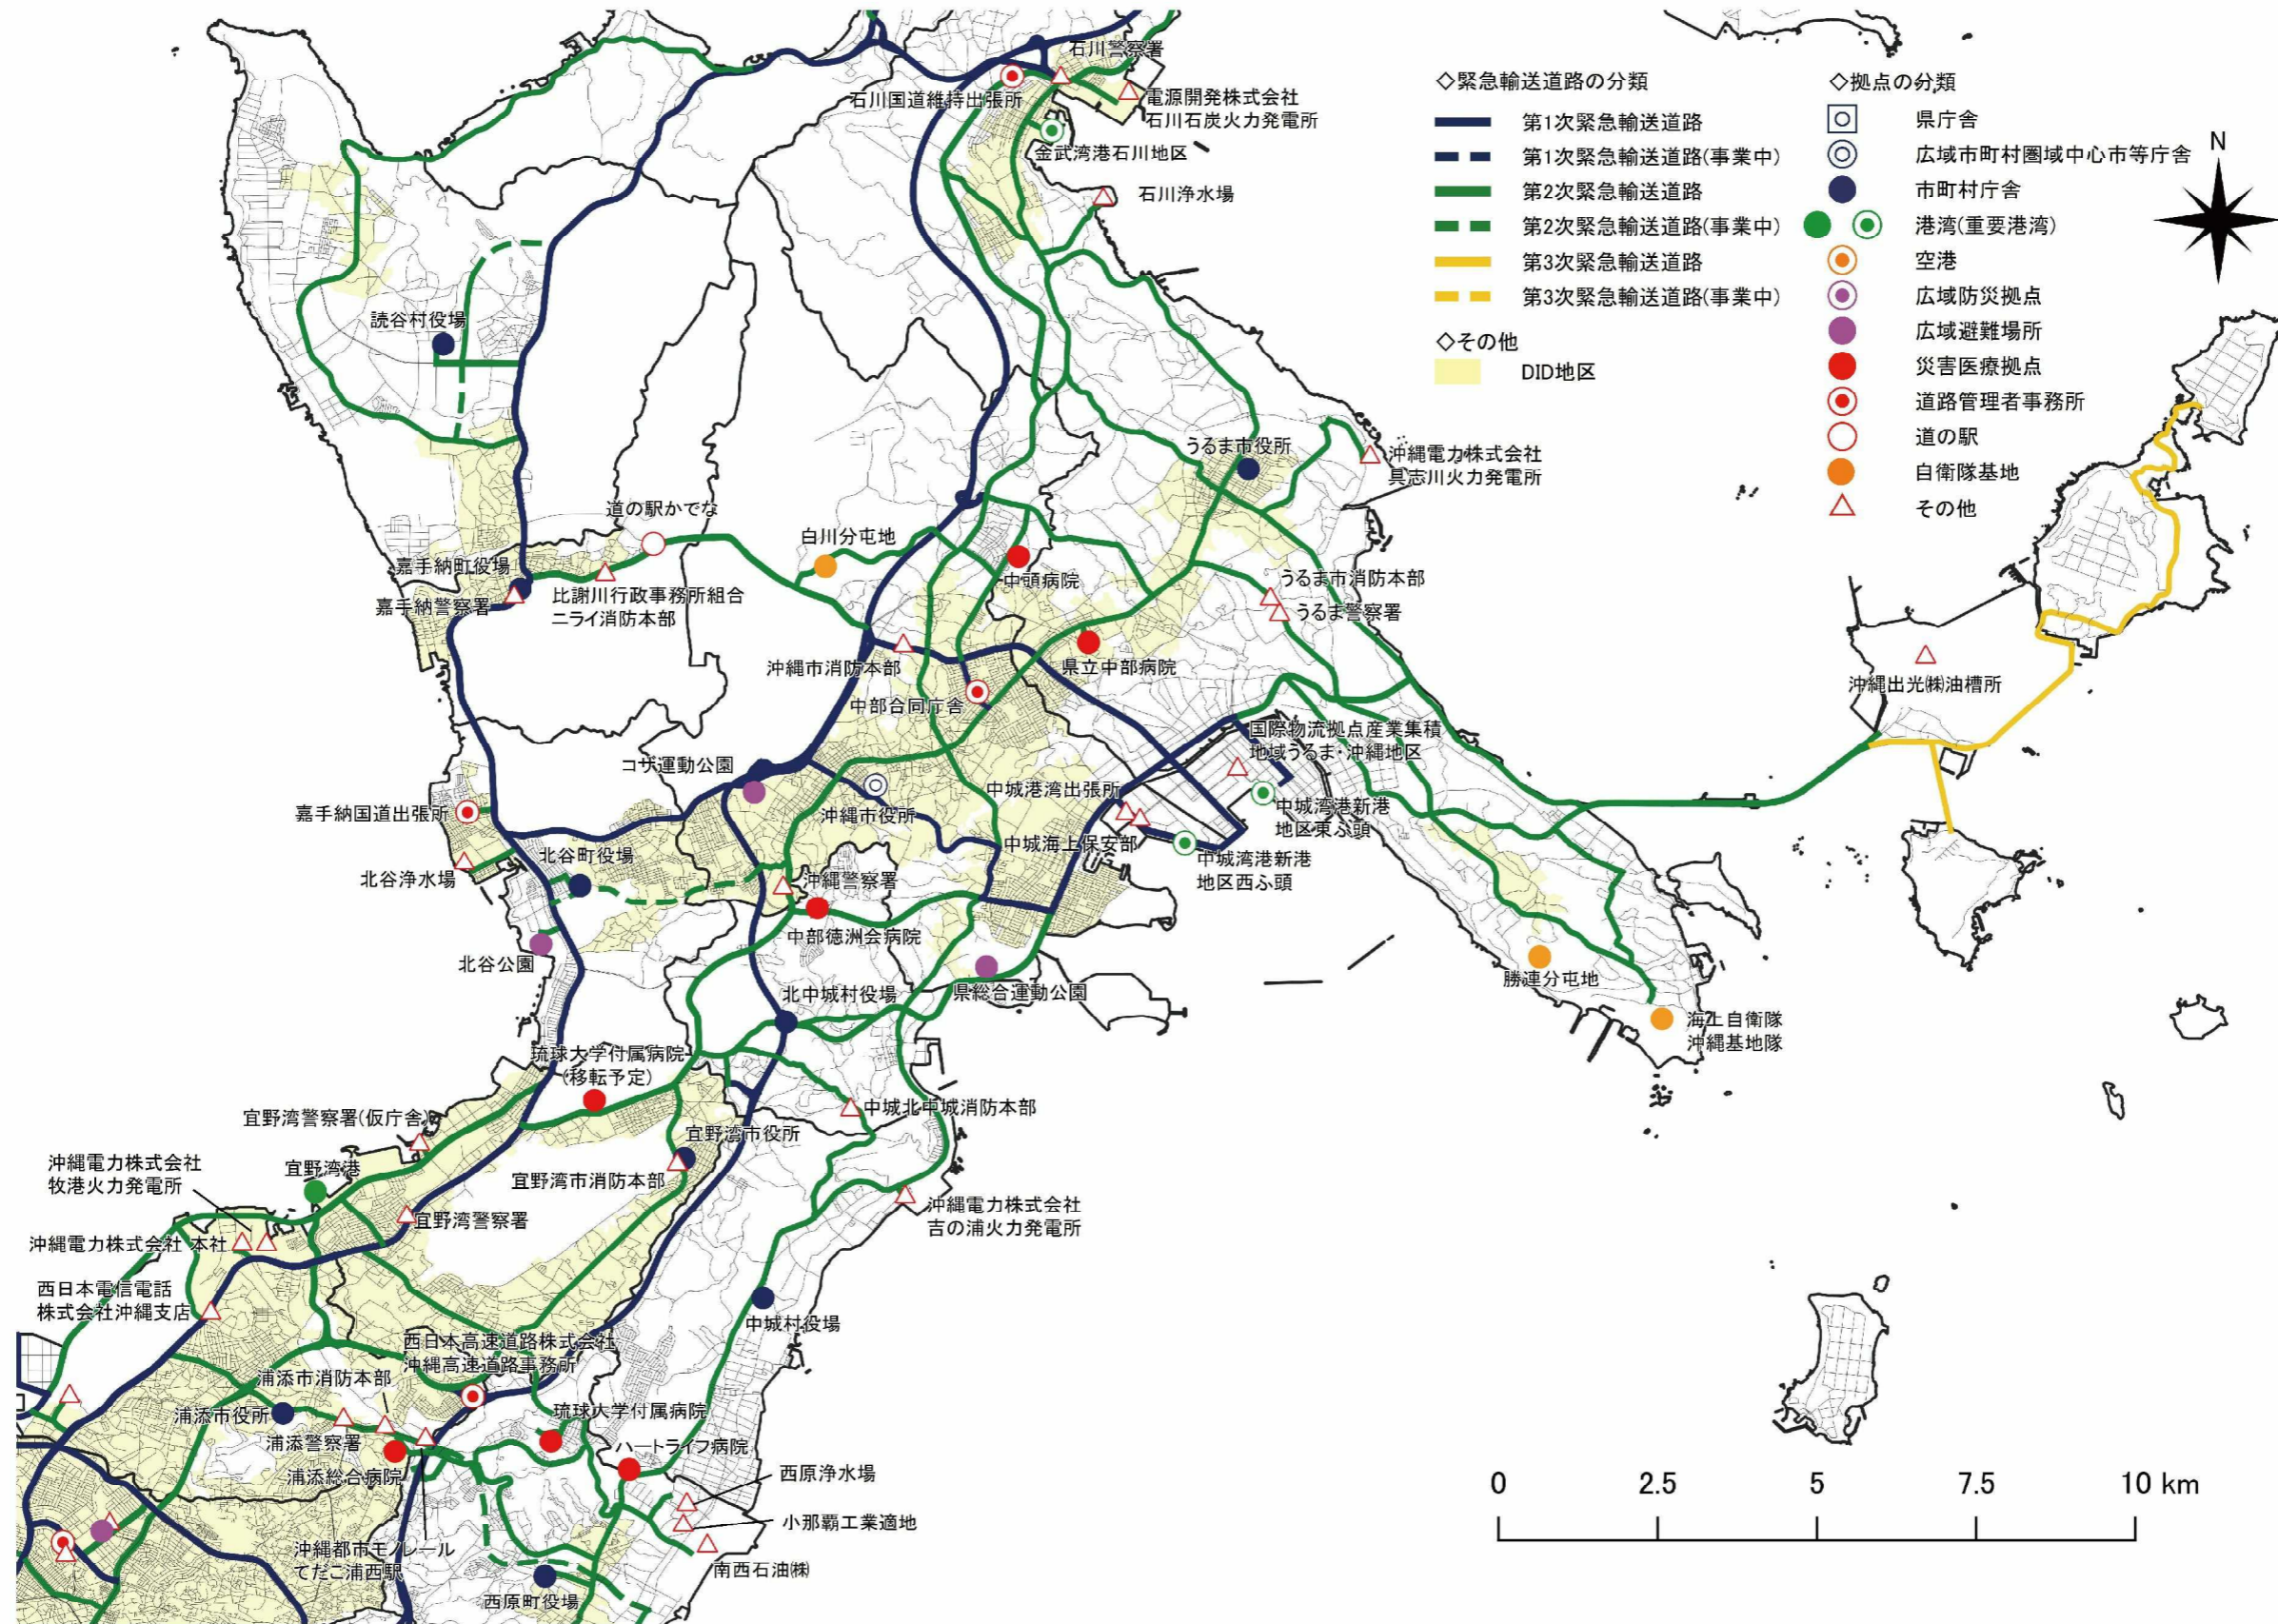 石川警察署
石川国道維持出張所
電源開発株式会社
石川石炭火力発電所
金武湾港石川地区
石川浄水場
◇緊急輸送道路の分類
第1次緊急輸送道路
第1次緊急輸送道路(事業中)
第2次緊急輸送道路
第2次緊急輸送道路(事業中)
第3次緊急輸送道路
第3次緊急輸送道路(事業中)
◇その他
DID地区
◇拠点の分類
県庁舎
広域市町村圏域中心市等庁舎
市町村庁舎
港湾(重要港湾)
空港
広域防災拠点
広域避難場所
災害医療拠点
道路管理者事務所
道の駅
自衛隊基地
その他
N
読谷村役場
うるま市役所
沖縄電力株式会社
具志川火力発電所
道の駅かでな
白川分屯地
嘉手納町役場
嘉手納警察署
比謝川行政事務所組合
ニライ消防本部
中頭病院
うるま市消防本部
うるま警察署
沖縄市消防本部
県立中部病院
中部合同庁舎
沖縄出光㈱油槽所
国際物流拠点産業集積
地域うるま・沖縄地区
コザ運動公園
中城港湾出張所
嘉手納国道出張所
沖縄市役所
中城湾港新港
地区東ふ頭
中城海上保安部
中城湾港新港
地区西ふ頭
北谷町役場
北谷浄水場
沖縄警察署
中部徳洲会病院
北谷公園
北中城村役場
県総合運動公園
勝連分屯地
海上自衛隊
沖縄基地隊
琉球大学付属病院
(移転予定)
宜野湾警察署(仮庁舎)
中城北中城消防本部
宜野湾市役所
宜野湾市消防本部
沖縄電力株式会社
牧港火力発電所
宜野湾港
宜野湾警察署
沖縄電力株式会社
吉の浦火力発電所
沖縄電力株式会社 本社
西日本電信電話
株式会社沖縄支店
中城村役場
西日本高速道路株式会社
沖縄高速道路事務所
浦添市消防本部
浦添市役所
浦添警察署
浦添総合病院
琉球大学付属病院
ハートライフ病院
西原浄水場
小那覇工業適地
南西石油㈱
沖縄都市モノレール
てだこ浦西駅
西原町役場
0 2.5 5 7.5 10 km